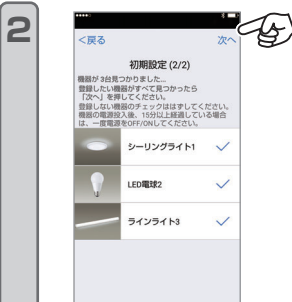 2
<戻る 次へ
初期設定 (2/2)
機器が 3台見つかりました...
登録したい機器がすべて見つかったら
「次へ」を押してください。
登録しない機器のチェックははずしてください。
機器の電源投入後、15分以上経過している場合
は、一度電源をOFF/ONしてください。
シーリングライト1
LED電球2
ラインライト3